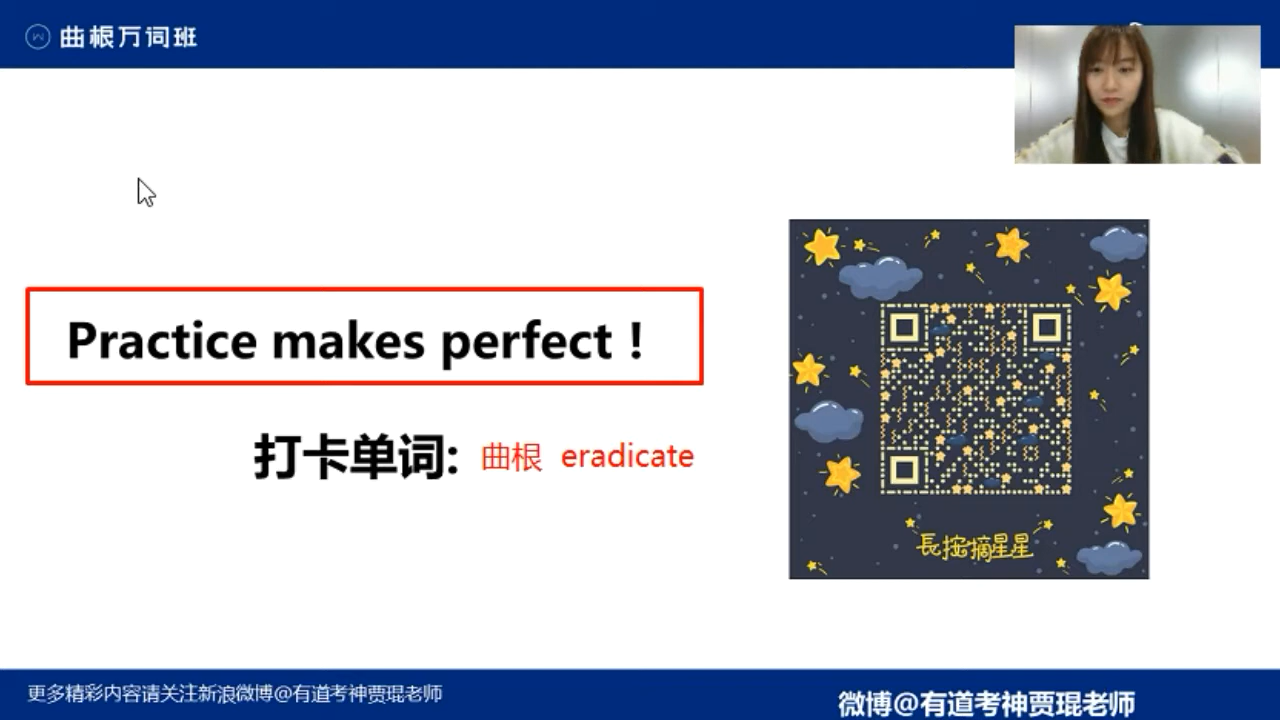 曲根万词班
Practice makes perfect！
打卡单词: 曲根 eradicate
長按摘星星
更多精彩内容请关注新浪微博@有道考神贾琨老师
微博@有道考神贾琨老师